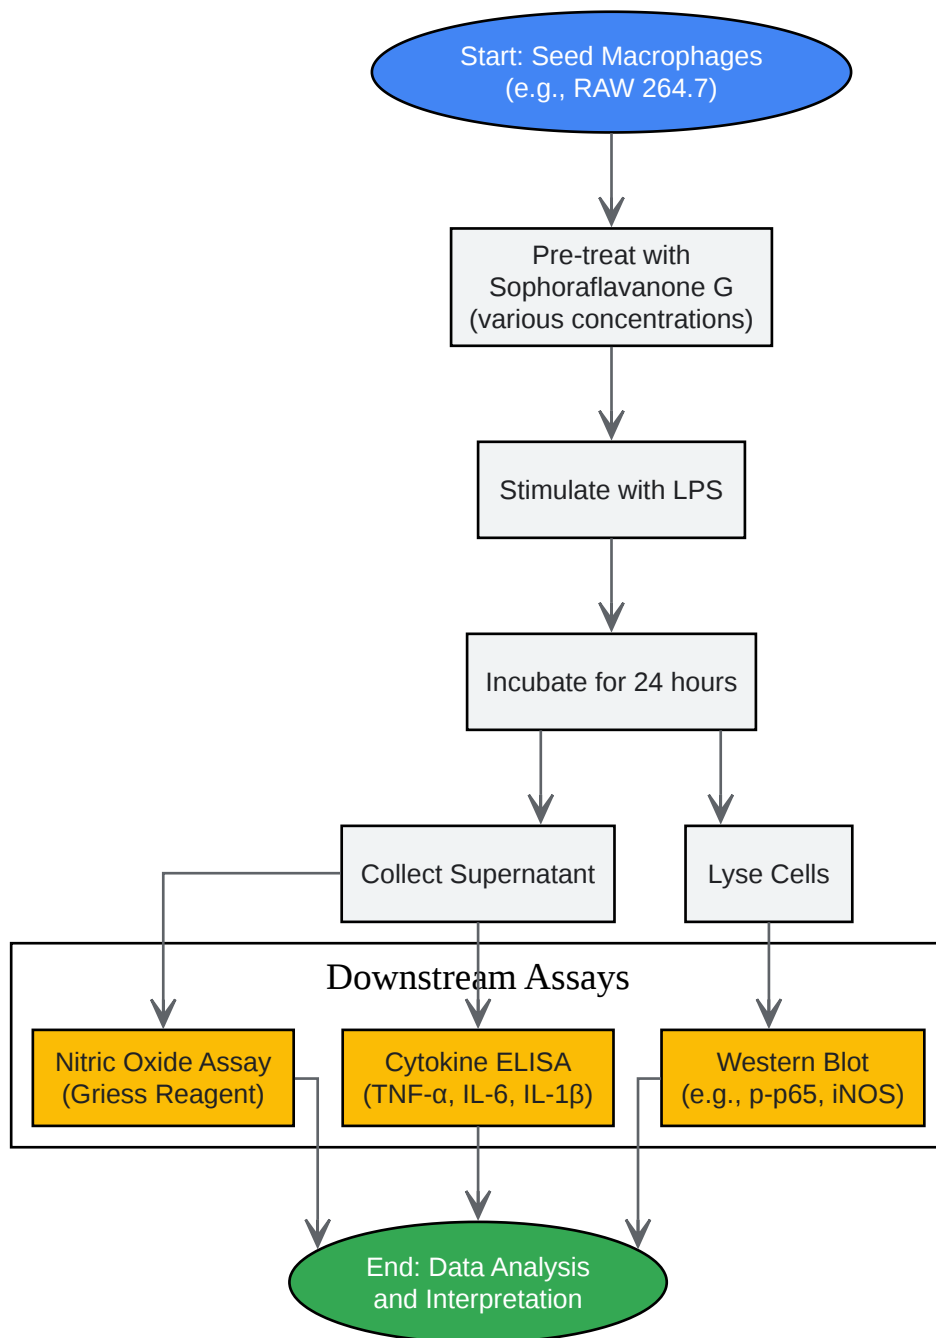 Start: Seed Macrophages
(e.g., RAW 264.7)
Pre-treat with
Sophoraflavanone G
(various concentrations)
Stimulate with LPS
Incubate for 24 hours
Collect Supernatant
Lyse Cells
Downstream Assays
Nitric Oxide Assay
(Griess Reagent)
Cytokine ELISA
(TNF-α, IL-6, IL-1β)
Western Blot
(e.g., p-p65, iNOS)
End: Data Analysis
and Interpretation